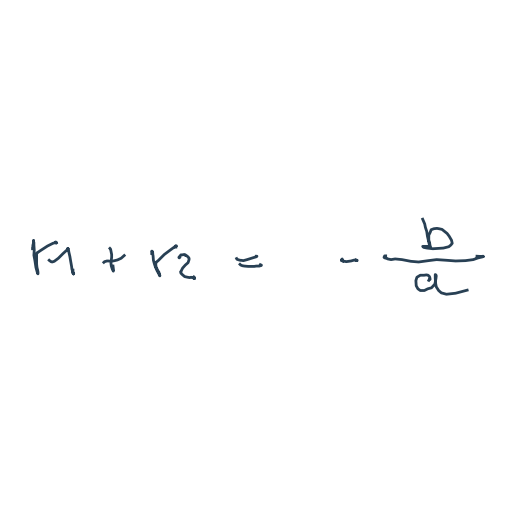 r1 + r2 = - b/a